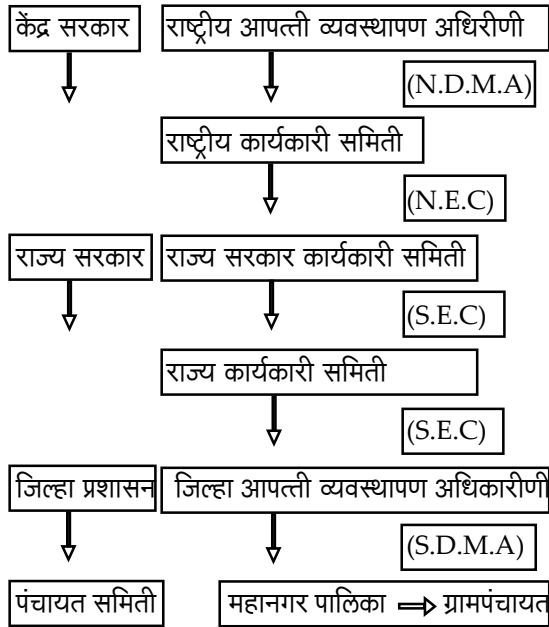 केंद्र सरकार राष्ट्रीय आपत्ती व्यवस्थापण अधिरीणी
(N.D.M.A)
राष्ट्रीय कार्यकारी समिती
(N.E.C)
राज्य सरकार राज्य सरकार कार्यकारी समिती
(S.E.C)
राज्य कार्यकारी समिती
(S.E.C)
जिल्हा प्रशासन जिल्हा आपत्ती व्यवस्थापण अधिकारीणी
(S.D.M.A)
पंचायत समिती महानगर पालिका ⇒ ग्रामपंचायत